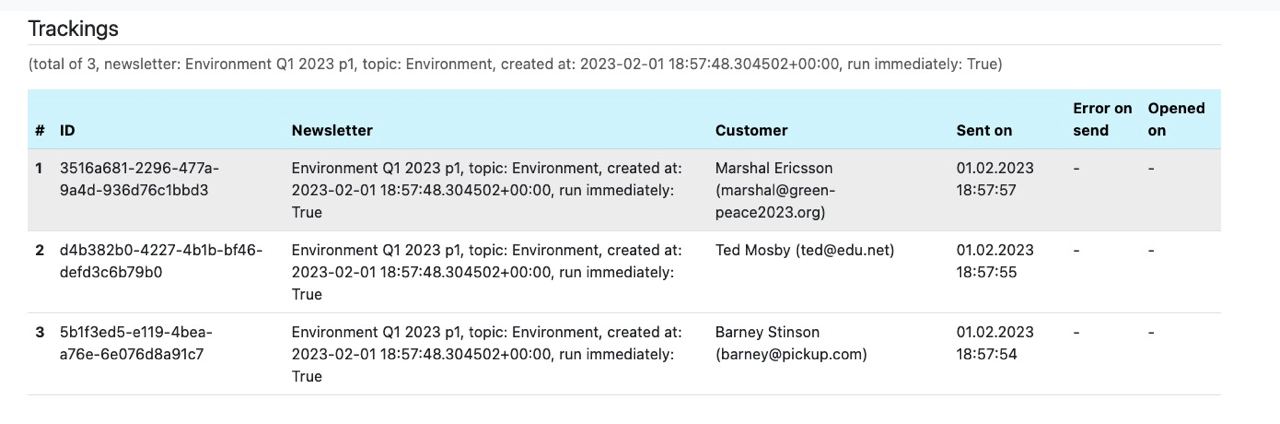 Trackings
(total of 3, newsletter: Environment Q1 2023 p1, topic: Environment, created at: 2023-02-01 18:57:48.304502+00:00, run immediately: True)
# ID Newsletter Customer Sent on Error on send Opened on
1 3516a681-2296-477a-9a4d-936d76c1bbd3 Environment Q1 2023 p1, topic: Environment, created at: 2023-02-01 18:57:48.304502+00:00, run immediately: True Marshal Ericsson (marshal@green-peace2023.org) 01.02.2023 18:57:57 - -
2 d4b382b0-4227-4b1b-bf46-defd3c6b79b0 Environment Q1 2023 p1, topic: Environment, created at: 2023-02-01 18:57:48.304502+00:00, run immediately: True Ted Mosby (ted@edu.net) 01.02.2023 18:57:55 - -
3 5b1f3ed5-e119-4bea-a76e-6e076d8a91c7 Environment Q1 2023 p1, topic: Environment, created at: 2023-02-01 18:57:48.304502+00:00, run immediately: True Barney Stinson (barney@pickup.com) 01.02.2023 18:57:54 - -